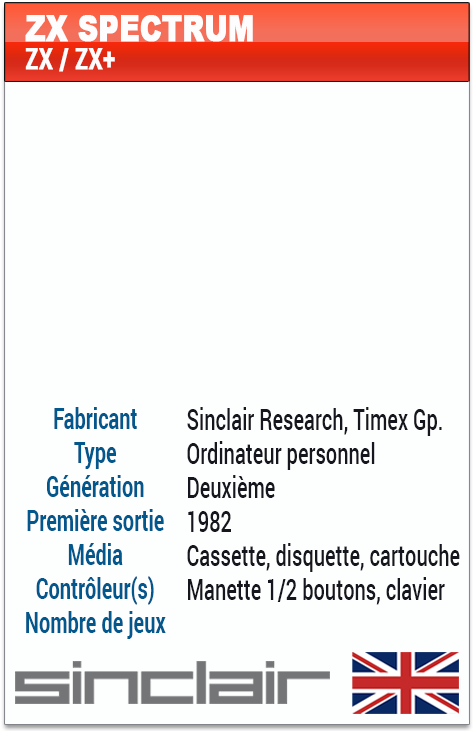 ZX SPECTRUM
ZX / ZX+
Fabricant Sinclair Research, Timex Gp.
Type Ordinateur personnel
Génération Deuxième
Première sortie 1982
Média Cassette, disquette, cartouche
Contrôleur(s) Manette 1/2 boutons, clavier
Nombre de jeux
sinclair